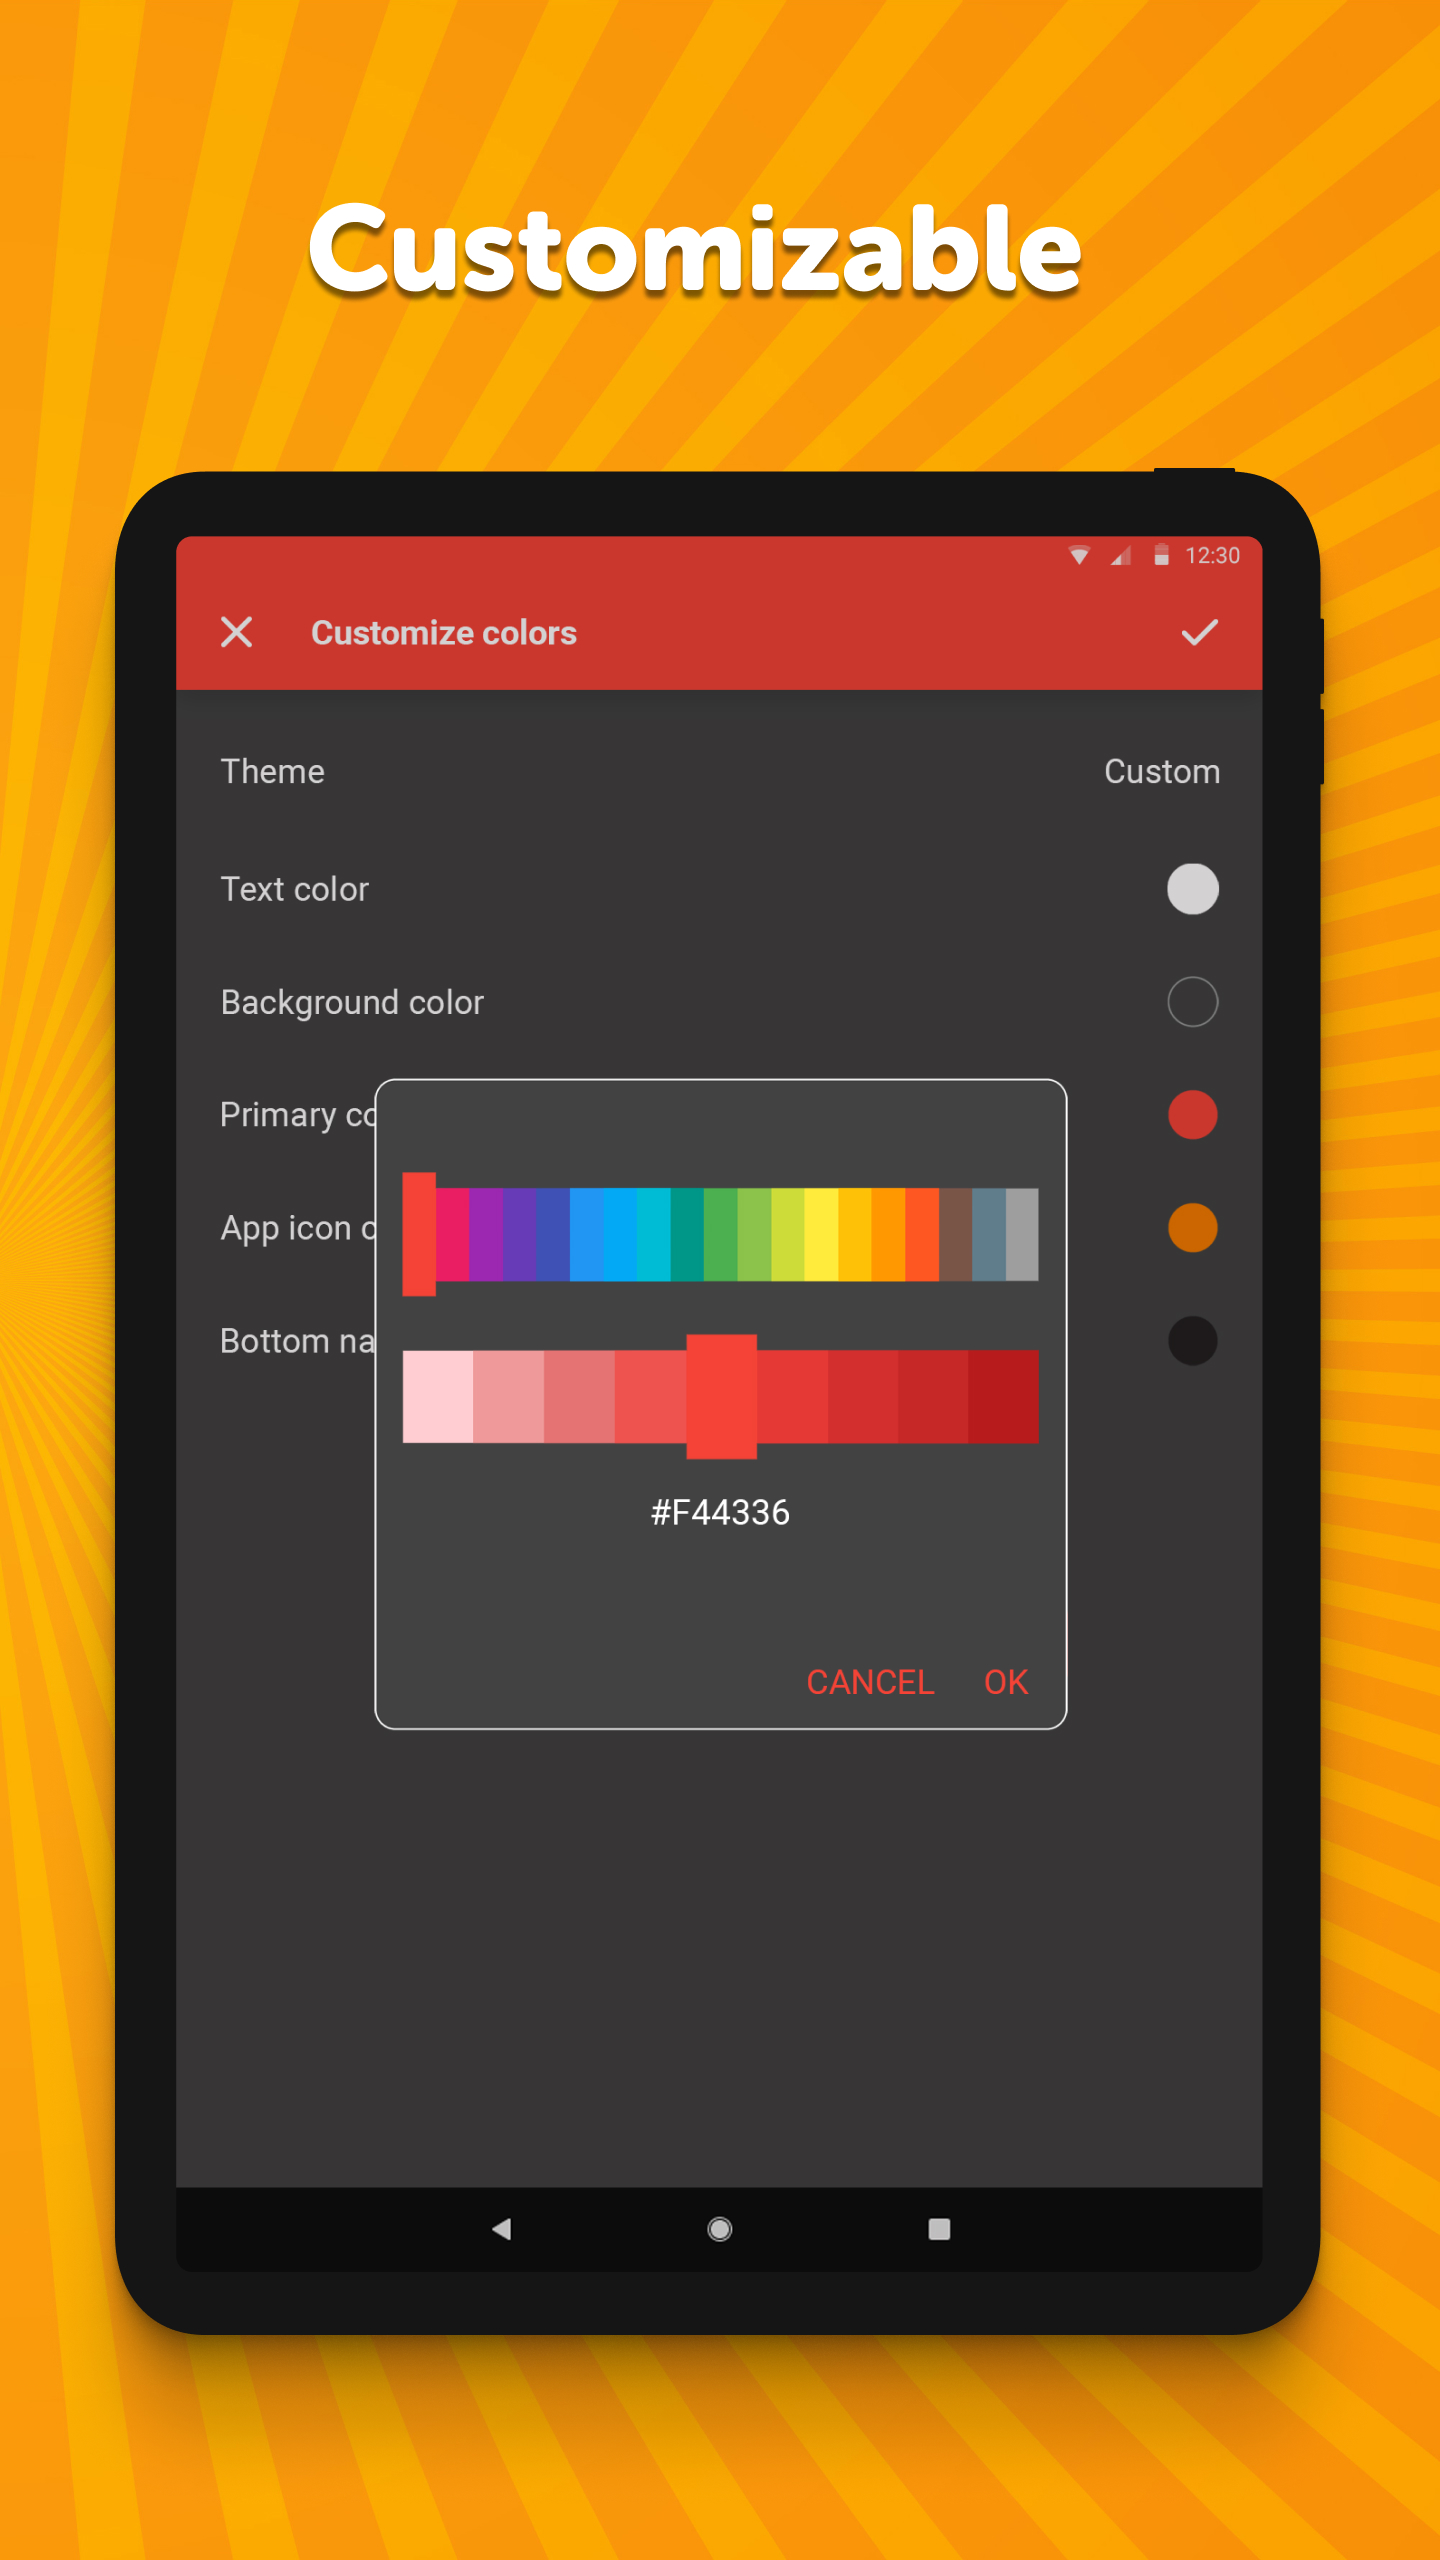 Customizable
12:30
Customize colors
Theme Custom
Text color
Background color
Primary co
App icon c
Bottom na
#F44336
CANCEL OK